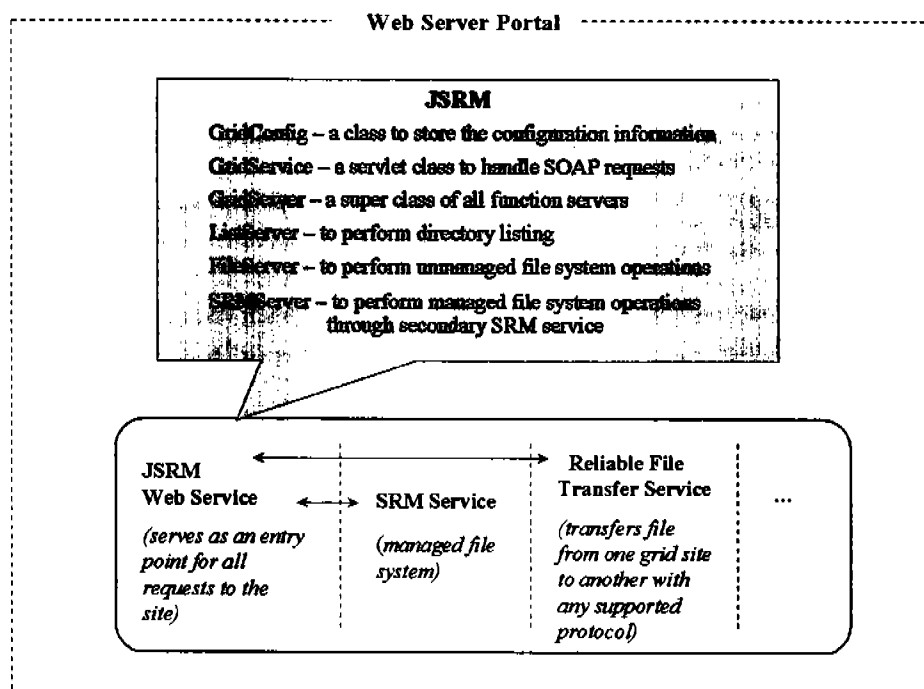 Web Server Portal
JSRM
GridConfig – a class to store the configuration information
GridService – a servlet class to handle SOAP requests
GridServer – a super class of all function servers
ListServer – to perform directory listing
FileServer – to perform unmanaged file system operations
SRMServer – to perform managed file system operations
through secondary SRM service
JSRM
Web Service
(serves as an entry
point for all
requests to the
site)
SRM Service
(managed file
system)
Reliable File
Transfer Service
(transfers file
from one grid site
to another with
any supported
protocol)
...